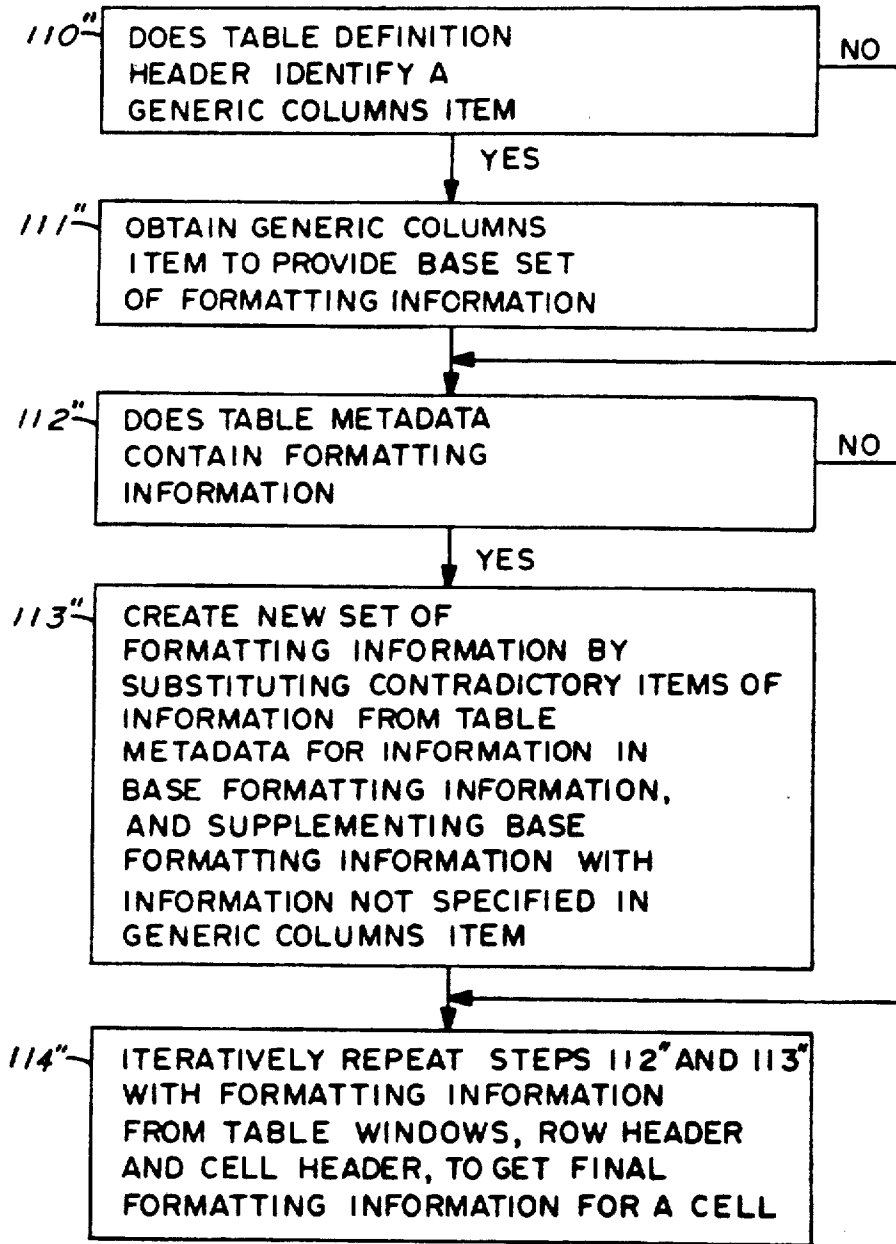 110"
DOES TABLE DEFINITION
HEADER IDENTIFY A
GENERIC COLUMNS ITEM
NO
YES
111"
OBTAIN GENERIC COLUMNS
ITEM TO PROVIDE BASE SET
OF FORMATTING INFORMATION
112"
DOES TABLE METADATA
CONTAIN FORMATTING
INFORMATION
NO
YES
113"
CREATE NEW SET OF
FORMATTING INFORMATION BY
SUBSTITUTING CONTRADICTORY ITEMS OF
INFORMATION FROM TABLE
METADATA FOR INFORMATION IN
BASE FORMATTING INFORMATION,
AND SUPPLEMENTING BASE
FORMATTING INFORMATION WITH
INFORMATION NOT SPECIFIED IN
GENERIC COLUMNS ITEM
114"
ITERATIVELY REPEAT STEPS 112" AND 113"
WITH FORMATTING INFORMATION
FROM TABLE WINDOWS, ROW HEADER
AND CELL HEADER, TO GET FINAL
FORMATTING INFORMATION FOR A CELL